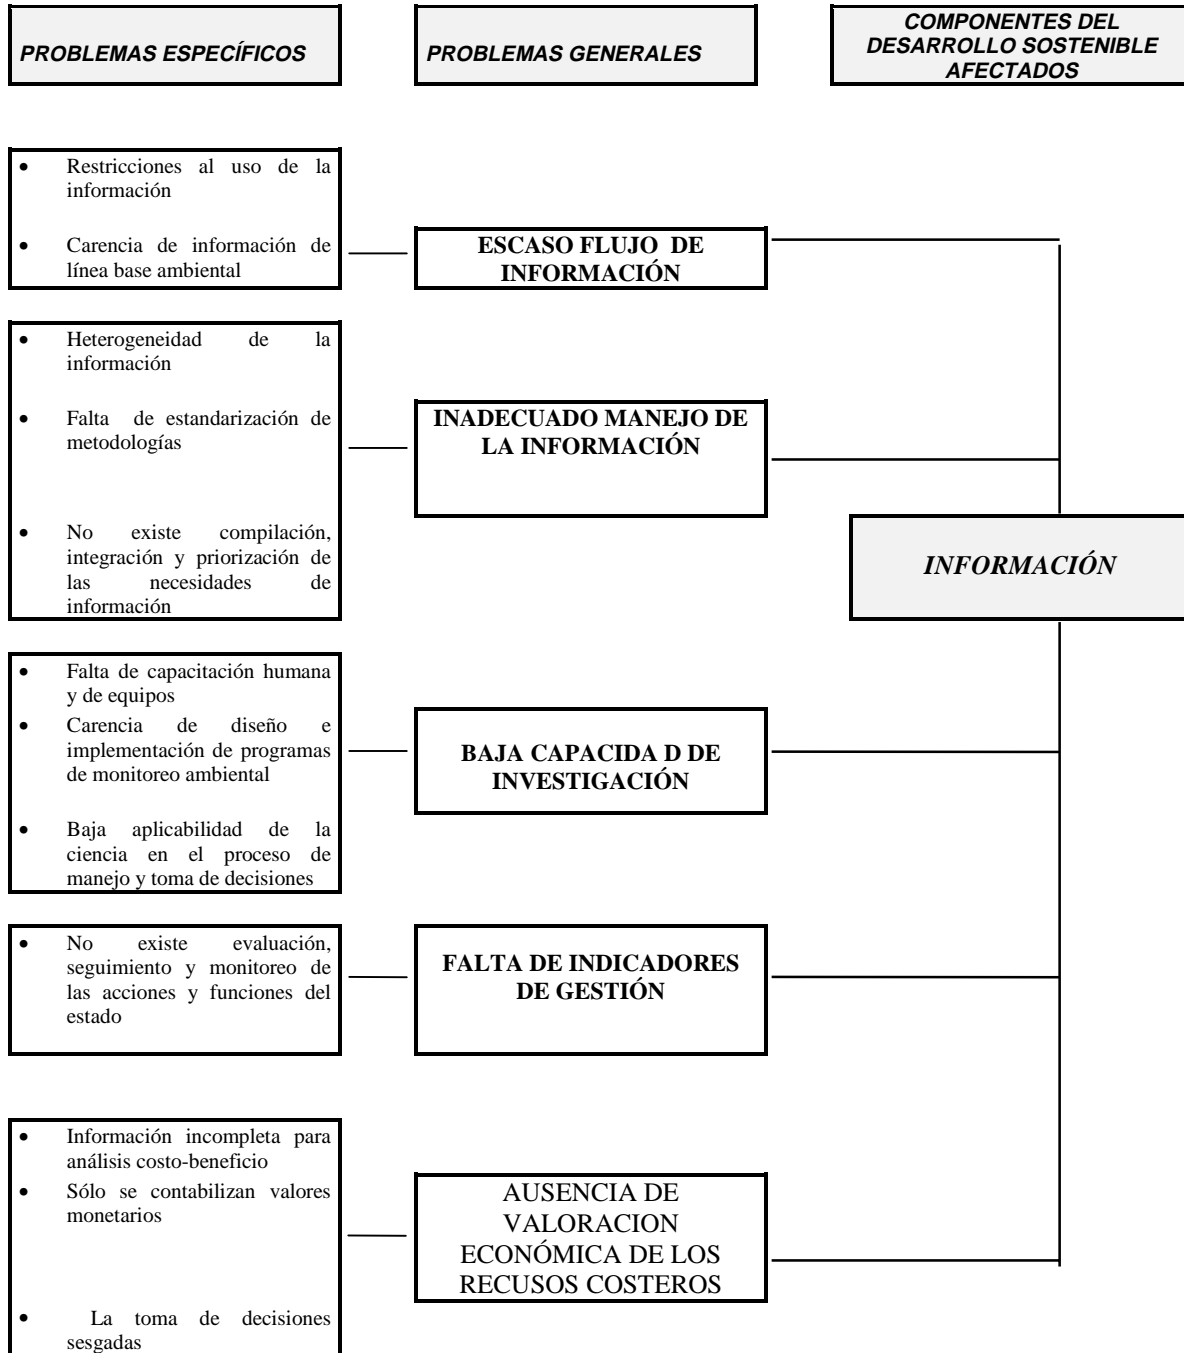 PROBLEMAS ESPECÍFICOS
PROBLEMAS GENERALES
COMPONENTES DEL
DESARROLLO SOSTENIBLE
AFECTADOS
• Restricciones al uso de la
información
• Carencia de información de
línea base ambiental
ESCASO FLUJO DE
INFORMACIÓN
• Heterogeneidad de la
información
• Falta de estandarización de
metodologías
• No existe compilación,
integración y priorización de
las necesidades de
información
INADECUADO MANEJO DE
LA INFORMACIÓN
INFORMACIÓN
• Falta de capacitación humana
y de equipos
• Carencia de diseño e
implementación de programas
de monitoreo ambiental
• Baja aplicabilidad de la
ciencia en el proceso de
manejo y toma de decisiones
BAJA CAPACIDA D DE
INVESTIGACIÓN
• No existe evaluación,
seguimiento y monitoreo de
las acciones y funciones del
estado
FALTA DE INDICADORES
DE GESTIÓN
• Información incompleta para
análisis costo-beneficio
• Sólo se contabilizan valores
monetarios
• La toma de decisiones
sesgadas
AUSENCIA DE
VALORACION
ECONÓMICA DE LOS
RECUSOS COSTEROS